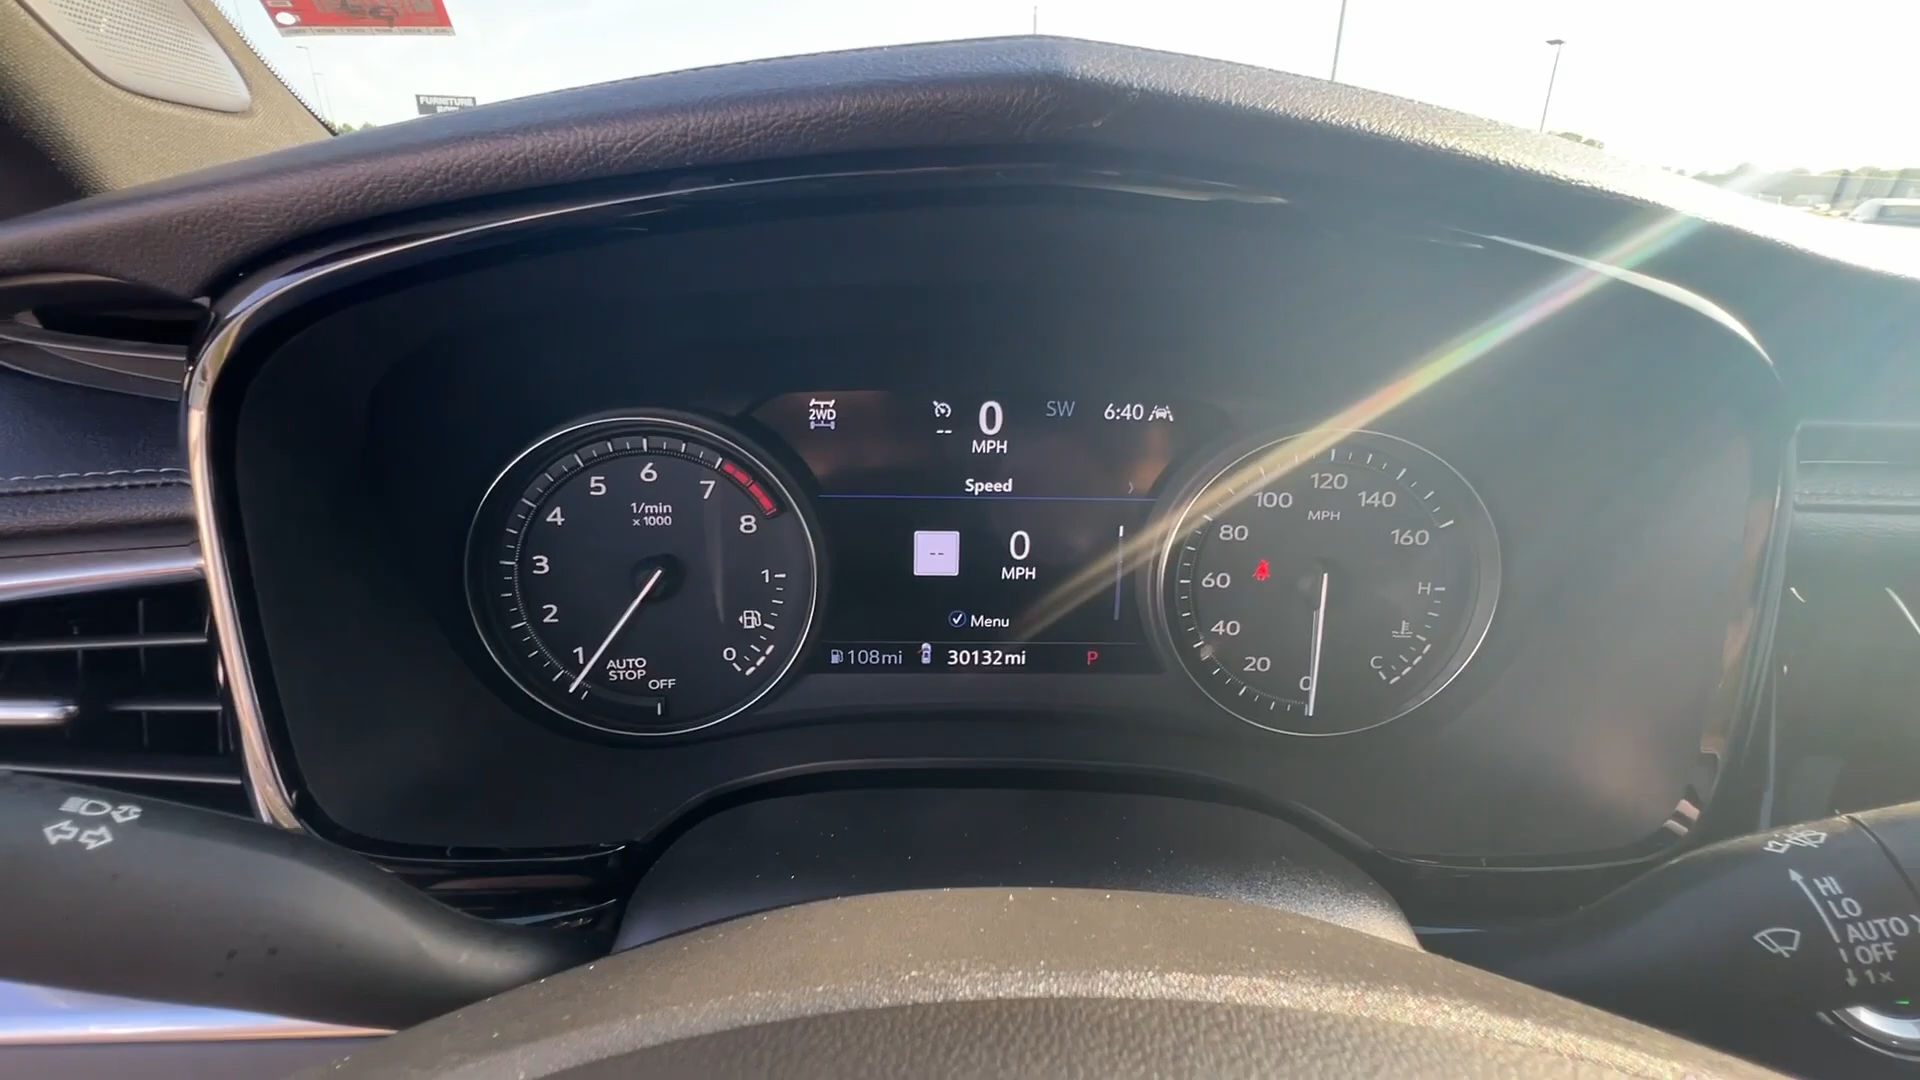 FURNITURE
2WD
--
0
MPH
SW
6:40
Speed
--
0
MPH
Menu
108mi
30132mi
P
1
2
3
4
5
6
7
8
1/min
x 1000
AUTO
STOP
OFF
1
0
0
20
40
60
80
100
120
140
160
MPH
H
C
HI
LO
AUTO
OFF
1x